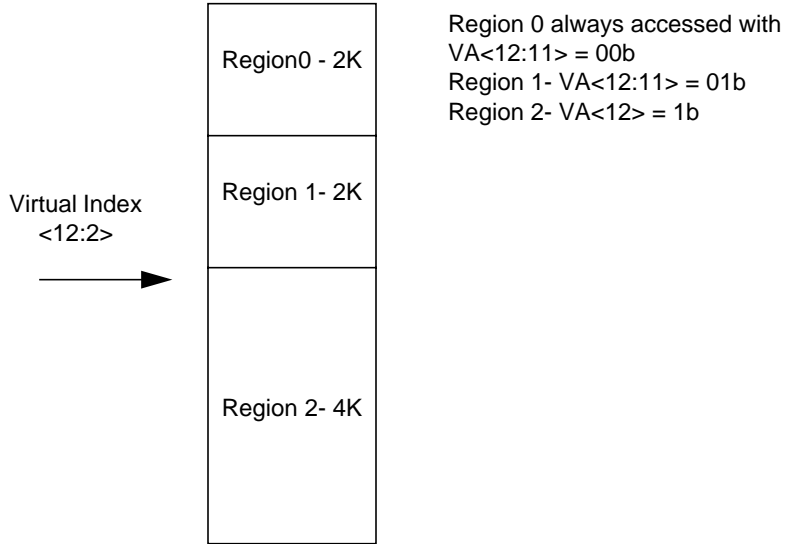 Region0 - 2K
Region 0 always accessed with
VA<12:11> = 00b
Region 1- VA<12:11> = 01b
Region 2- VA<12> = 1b
Region 1- 2K
Virtual Index
<12:2>
Region 2- 4K